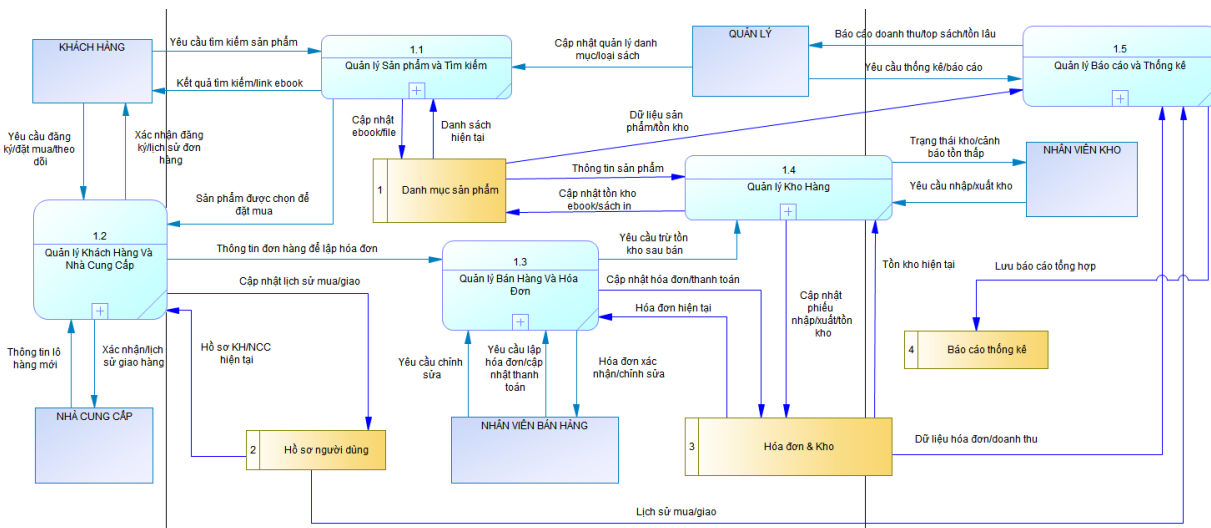 KHÁCH HÀNG
Yêu cầu tìm kiếm sản phẩm
Kết quả tìm kiếm/link ebook
1.1
Quản lý Sản phẩm và Tìm kiếm
Cập nhật quản lý danh
mục/loại sách
QUẢN LÝ
Báo cáo doanh thu/top sách/tồn lâu
Yêu cầu thống kê/báo cáo
1.5
Quản lý Báo cáo và Thống kê
Yêu cầu đăng
ký/đặt mua/theo
dõi
Xác nhận đăng
ký/lịch sử đơn
hàng
Cập nhật
ebook/file
Danh sách
hiện tại
Dữ liệu sản
phẩm/tồn kho
1
Danh mục sản phẩm
Thông tin sản phẩm
Cập nhật tồn kho
ebook/sách in
1.4
Quản lý Kho Hàng
Trạng thái kho/cảnh
báo tồn thấp
Yêu cầu nhập/xuất kho
NHÂN VIÊN KHO
Sản phẩm được chọn để
đặt mua
1.2
Quản lý Khách Hàng Và
Nhà Cung Cấp
Thông tin đơn hàng để lập hóa đơn
Cập nhật lịch sử mua/giao
1.3
Quản lý Bán Hàng Và Hóa
Đơn
Yêu cầu trừ tồn
kho sau bán
Cập nhật hóa đơn/thanh toán
Hóa đơn hiện tại
Cập nhật
phiếu
nhập/xuất/tồn
kho
Tồn kho hiện tại
Lưu báo cáo tổng hợp
4
Báo cáo thống kê
Thông tin lô
hàng mới
Xác nhận/lịch
sử giao hàng
Hồ sơ KH/NCC
hiện tại
Yêu cầu chỉnh
sửa
Yêu cầu lập
hóa đơn/cập
nhật thanh
toán
Hóa đơn xác
nhận/chỉnh sửa
NHÀ CUNG CẤP
2
Hồ sơ người dùng
NHÂN VIÊN BÁN HÀNG
3
Hóa đơn & Kho
Dữ liệu hóa đơn/doanh thu
Lịch sử mua/giao